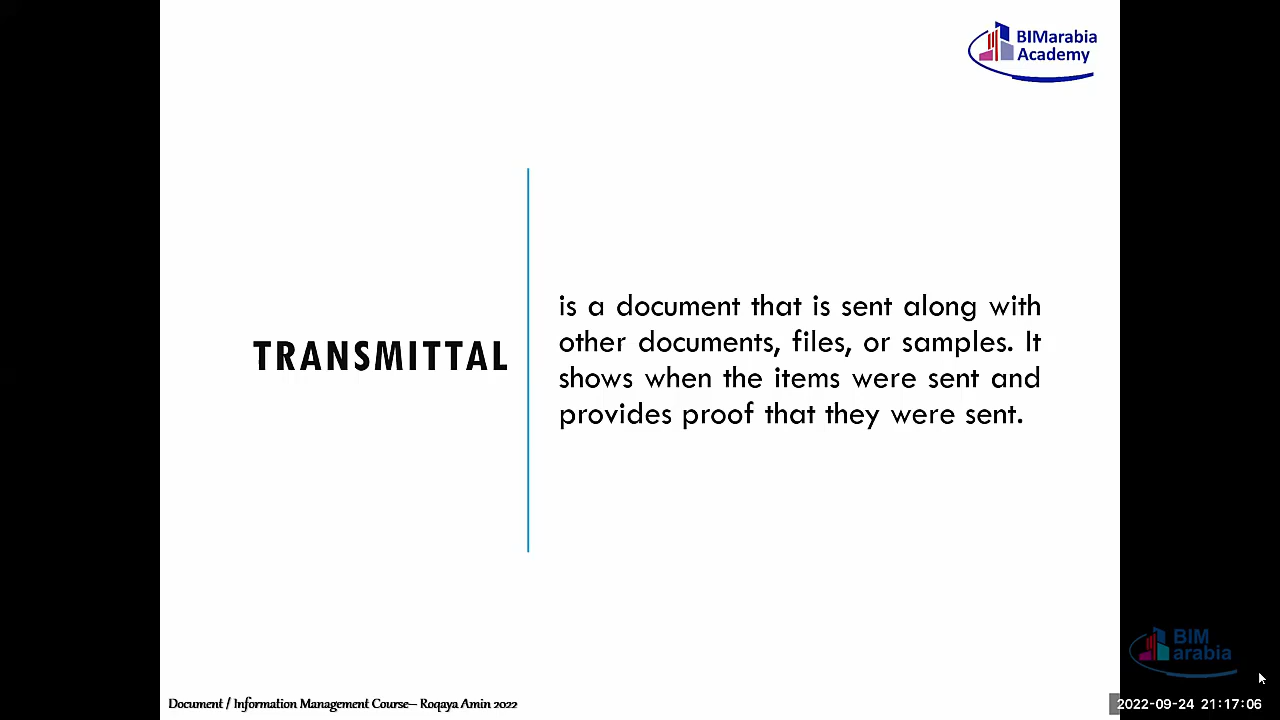 BIMarabia
Academy
TRANSMITTAL
is a document that is sent along with
other documents, files, or samples. It
shows when the items were sent and
provides proof that they were sent.
BIM
arabia
Document / Information Management Course– Roqaya Amin 2022
2022-09-24 21:17:06